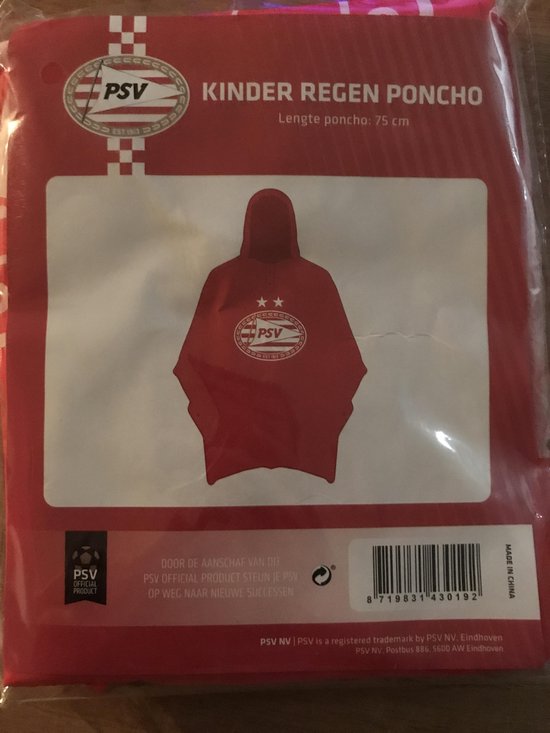 PSV
EST 1913
KINDER REGEN PONCHO
Lengte poncho: 75 cm
PSV
PSV
OFFICIAL
PRODUCT
DOOR DE AANSCHAF VAN DIT
PSV OFFICIAL PRODUCT STEUN JE PSV
OP WEG NAAR NIEUWE SUCCESSEN
8 719831 430192
MADE IN CHINA
PSV NV | PSV is a registered trademark by PSV NV, Eindhoven
PSV NV. Postbus 886, 5600 AW Eindhoven